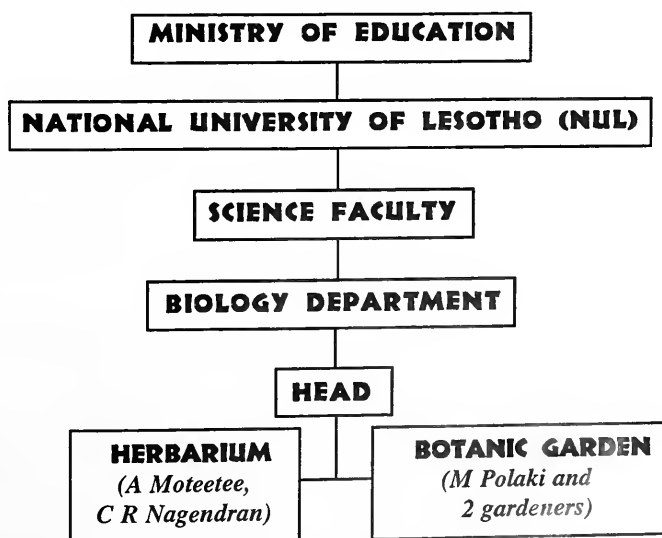 MINISTRY OF EDUCATION
NATIONAL UNIVERSITY OF LESOTHO (NUL)
SCIENCE FACULTY
BIOLOGY DEPARTMENT
HEAD
HERBARIUM
(A Moteetee,
C R Nagendran)
BOTANIC GARDEN
(M Polaki and
2 gardeners)